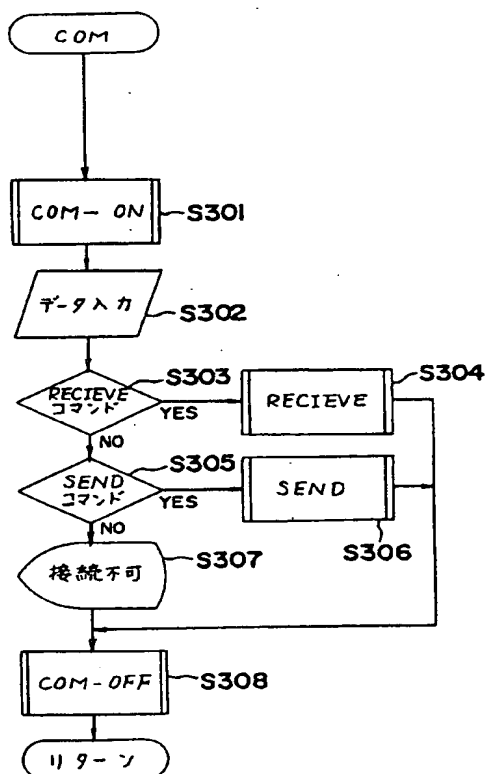 COM
COM-ON
S301
データ入力
S302
S303
RECIEVE
コマンド
YES
S304
RECIEVE
NO
S305
SEND
コマンド
YES
SEND
S306
NO
S307
接続不可
COM-OFF
S308
リターン